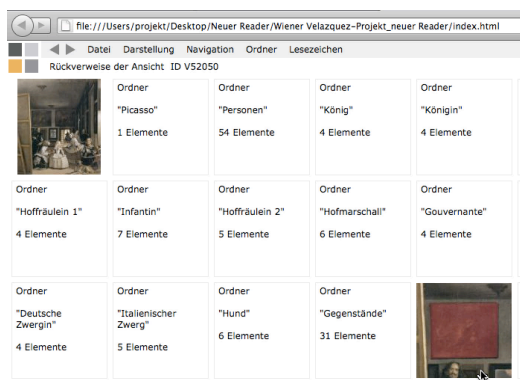 file:///Users/projekt/Desktop/Neuer Reader/Wiener Velazquez-Projekt_neuer Reader/index.html
Datei Darstellung Navigation Ordner Lesezeichen
Rückverweise der Ansicht ID V52050
Ordner
"Picasso"
1 Elemente
Ordner
"Personen"
54 Elemente
Ordner
"König"
4 Elemente
Ordner
"Königin"
4 Elemente
Ordner
"Hoffräulein 1"
4 Elemente
Ordner
"Infantin"
7 Elemente
Ordner
"Hoffräulein 2"
5 Elemente
Ordner
"Hofmarschall"
6 Elemente
Ordner
"Gouvernante"
4 Elemente
Ordner
"Deutsche
Zwergin"
4 Elemente
Ordner
"Italienischer
Zwerg"
5 Elemente
Ordner
"Hund"
6 Elemente
Ordner
"Gegenstände"
31 Elemente